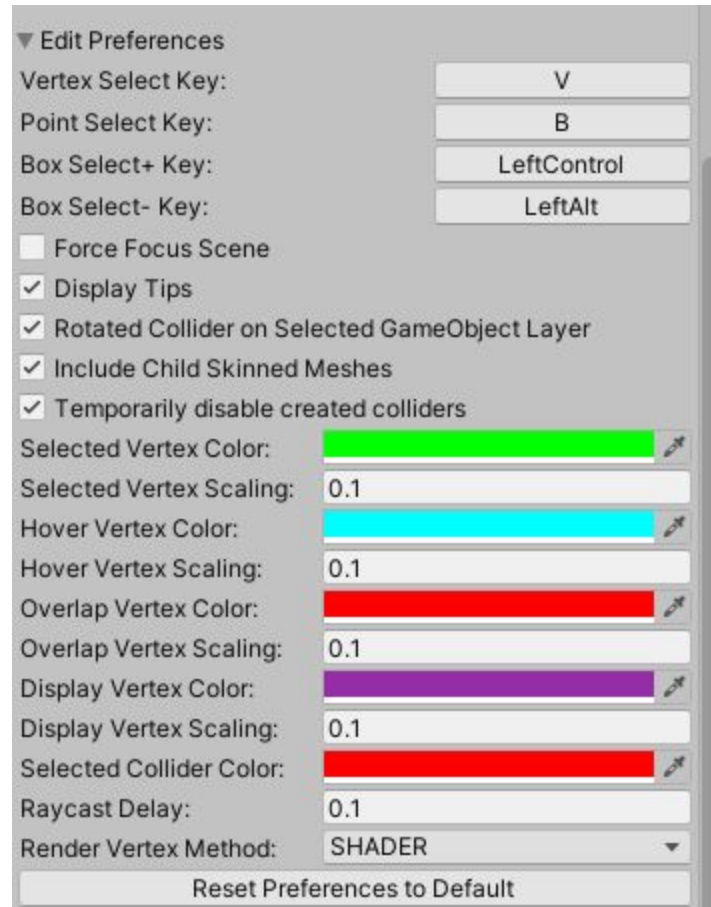 Edit Preferences
Vertex Select Key: V
Point Select Key: B
Box Select+ Key: LeftControl
Box Select- Key: LeftAlt
Force Focus Scene
Display Tips
Rotated Collider on Selected GameObject Layer
Include Child Skinned Meshes
Temporarily disable created colliders
Selected Vertex Color:
Selected Vertex Scaling: 0.1
Hover Vertex Color:
Hover Vertex Scaling: 0.1
Overlap Vertex Color:
Overlap Vertex Scaling: 0.1
Display Vertex Color:
Display Vertex Scaling: 0.1
Selected Collider Color:
Raycast Delay: 0.1
Render Vertex Method: SHADER
Reset Preferences to Default